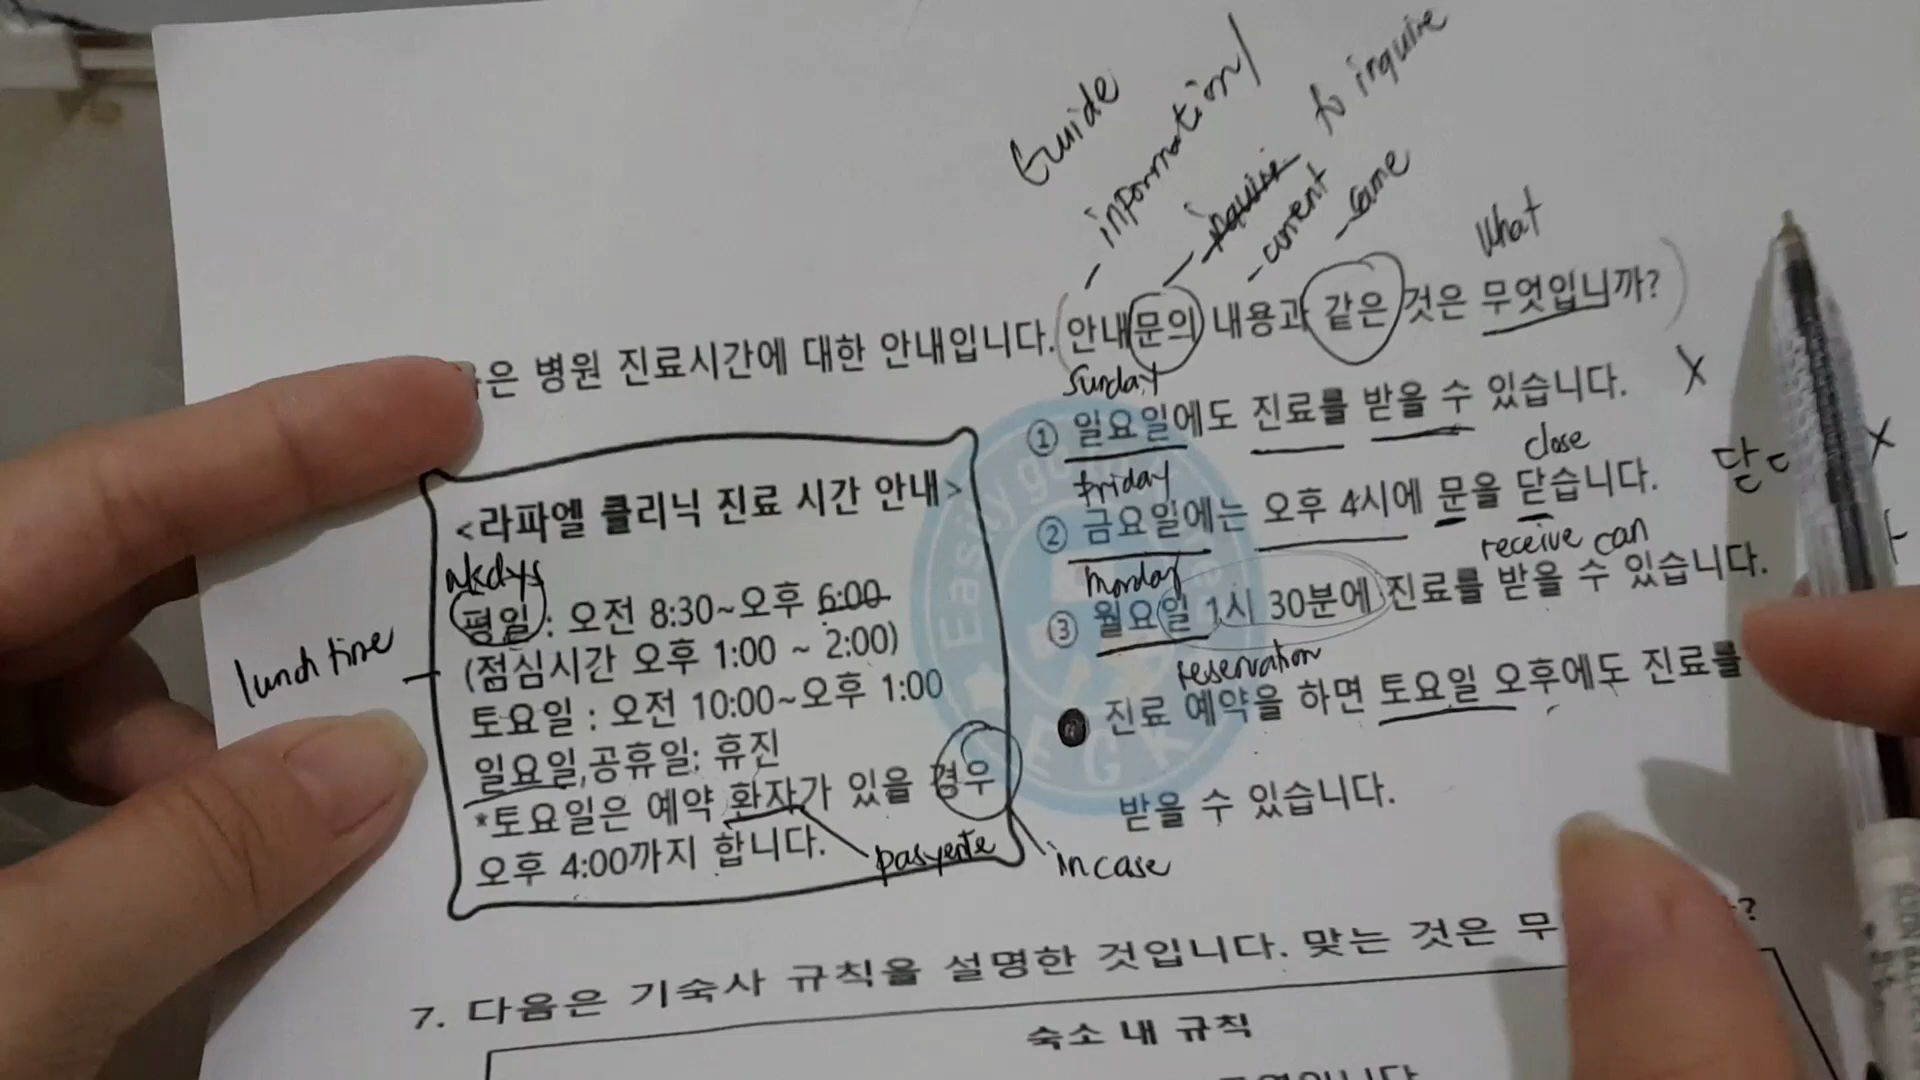 Guide
information/
inquire
to inquire
content
same
What
은 병원 진료시간에 대한 안내입니다. 안내문의 내용과 같은 것은 무엇입니까?
Sunday
① 일요일에도 진료를 받을 수 있습니다. X
friday
close
② 금요일에는 오후 4시에 문을 닫습니다. X
monday
receive can
③ 월요일 1시 30분에 진료를 받을 수 있습니다.
reservation
진료 예약을 하면 토요일 오후에도 진료를
받을 수 있습니다.
<라파엘 클리닉 진료 시간 안내>
평일 : 오전 8:30~오후 6:00
lunch time
(점심시간 오후 1:00 ~ 2:00)
토요일 : 오전 10:00~오후 1:00
일요일,공휴일: 휴진
*토요일은 예약 환자가 있을 경우
오후 4:00까지 합니다.
pasyente
in case
7. 다음은 기숙사 규칙을 설명한 것입니다. 맞는 것은 무
숙소 내 규칙
Easily
EGK